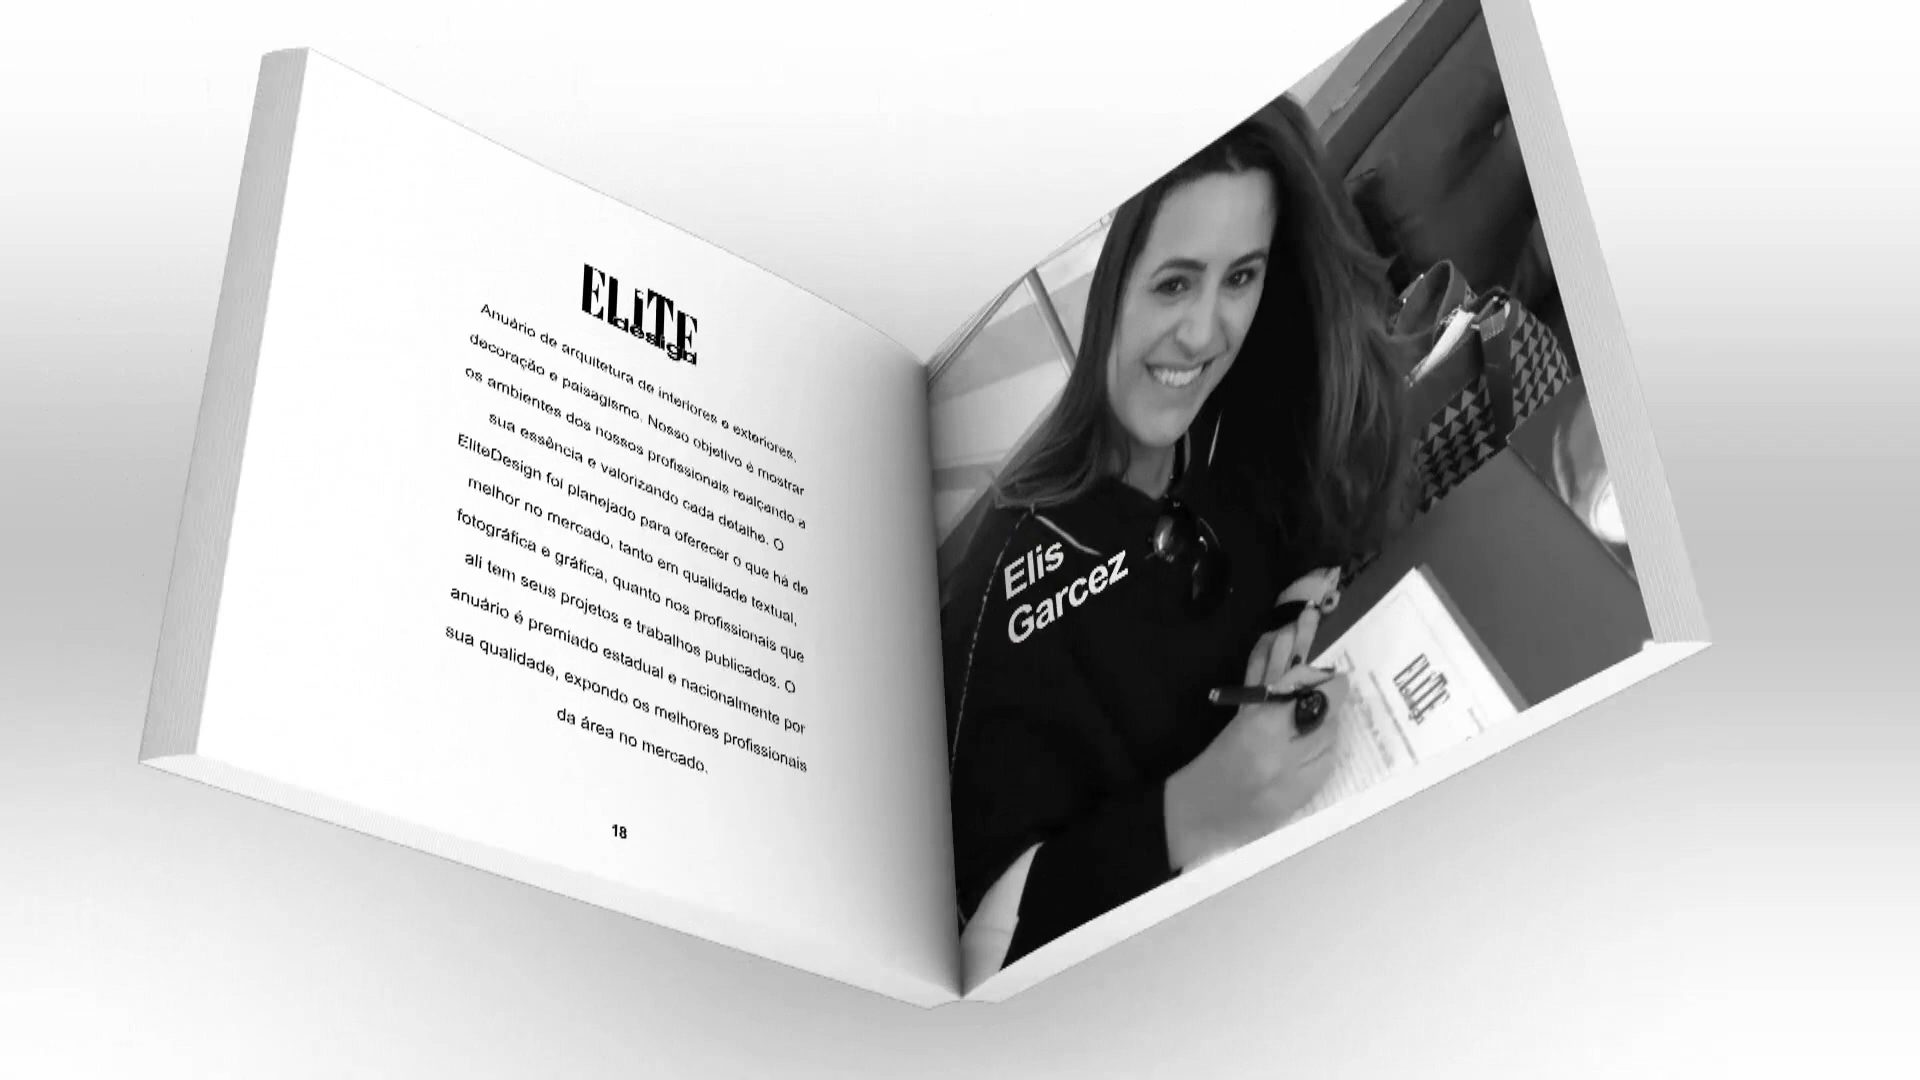 ELiTE
design
Anuário de arquitetura de interiores e exteriores,
decoração e paisagismo. Nosso objetivo é mostrar
os ambientes dos nossos profissionais realçando a
sua essência e valorizando cada detalhe. O
EliteDesign foi planejado para oferecer o que há de
melhor no mercado, tanto em qualidade textual,
fotográfica e gráfica, quanto nos profissionais que
ali tem seus projetos e trabalhos publicados. O
anuário é premiado estadual e nacionalmente por
sua qualidade, expondo os melhores profissionais
da área no mercado.
18
Elis
Garcez
ELiTE